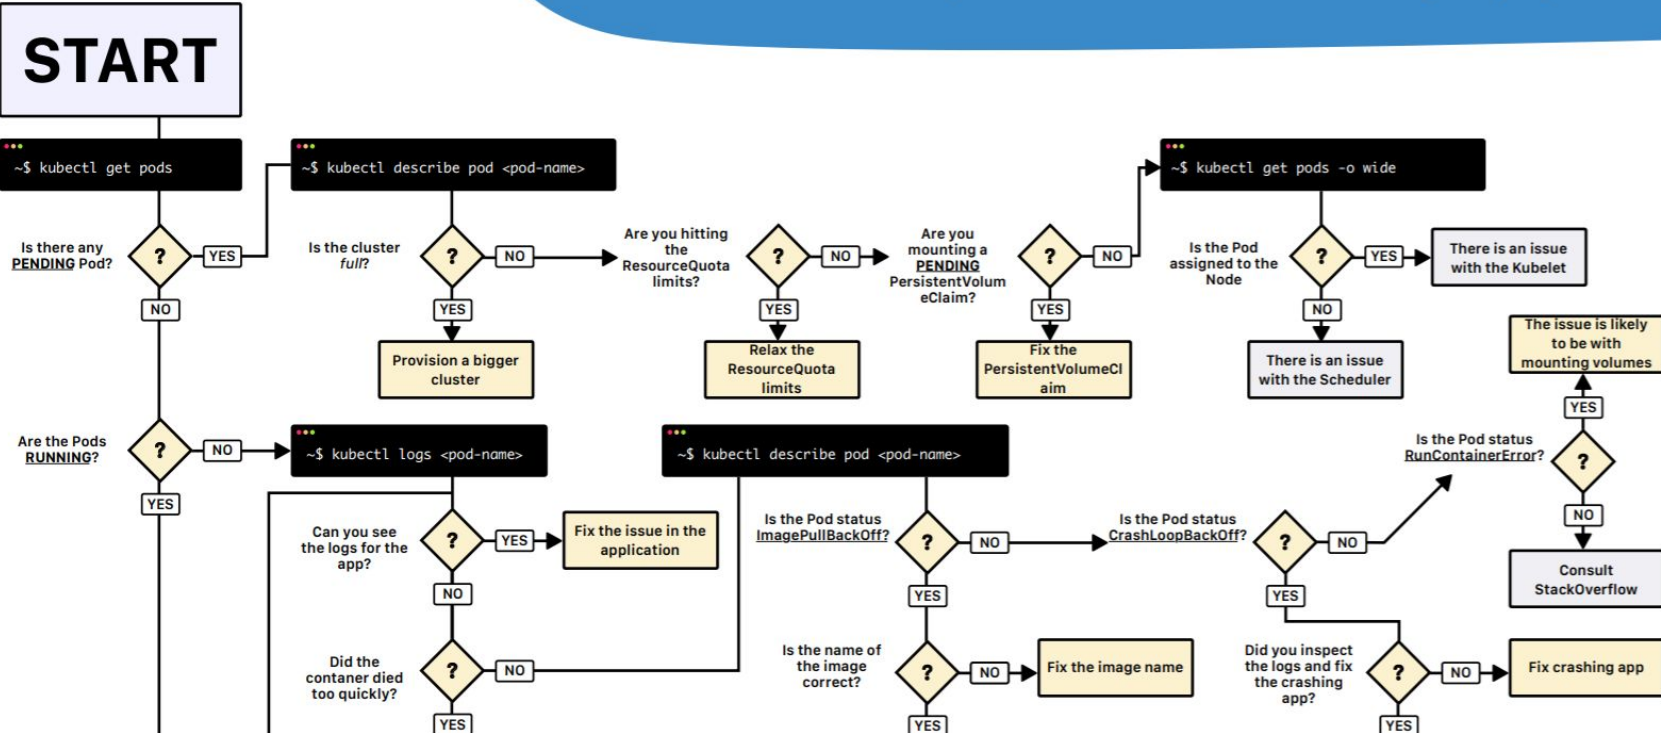 START
~$ kubectl get pods
~$ kubectl describe pod <pod-name>
~$ kubectl get pods -o wide
Is there any
PENDING Pod?
?
YES
NO
Is the cluster
full?
?
NO
YES
Provision a bigger
cluster
Are you hitting
the
ResourceQuota
limits?
?
NO
YES
Relax the
ResourceQuota
limits
Are you
mounting a
PENDING
PersistentVolum
eClaim?
?
NO
YES
Fix the
PersistentVolumeCl
aim
Is the Pod
assigned to the
Node
?
YES
There is an issue
with the Kubelet
NO
There is an issue
with the Scheduler
The issue is likely
to be with
mounting volumes
YES
Is the Pod status
RunContainerError?
?
NO
Consult
StackOverflow
Are the Pods
RUNNING?
?
NO
YES
~$ kubectl logs <pod-name>
~$ kubectl describe pod <pod-name>
Can you see
the logs for the
app?
?
YES
Fix the issue in the
application
NO
Did the
contaner died
too quickly?
?
NO
YES
Is the Pod status
ImagePullBackOff?
?
NO
YES
Is the name of
the image
correct?
?
NO
Fix the image name
YES
Is the Pod status
CrashLoopBackOff?
?
NO
YES
Did you inspect
the logs and fix
the crashing
app?
?
NO
Fix crashing app
YES